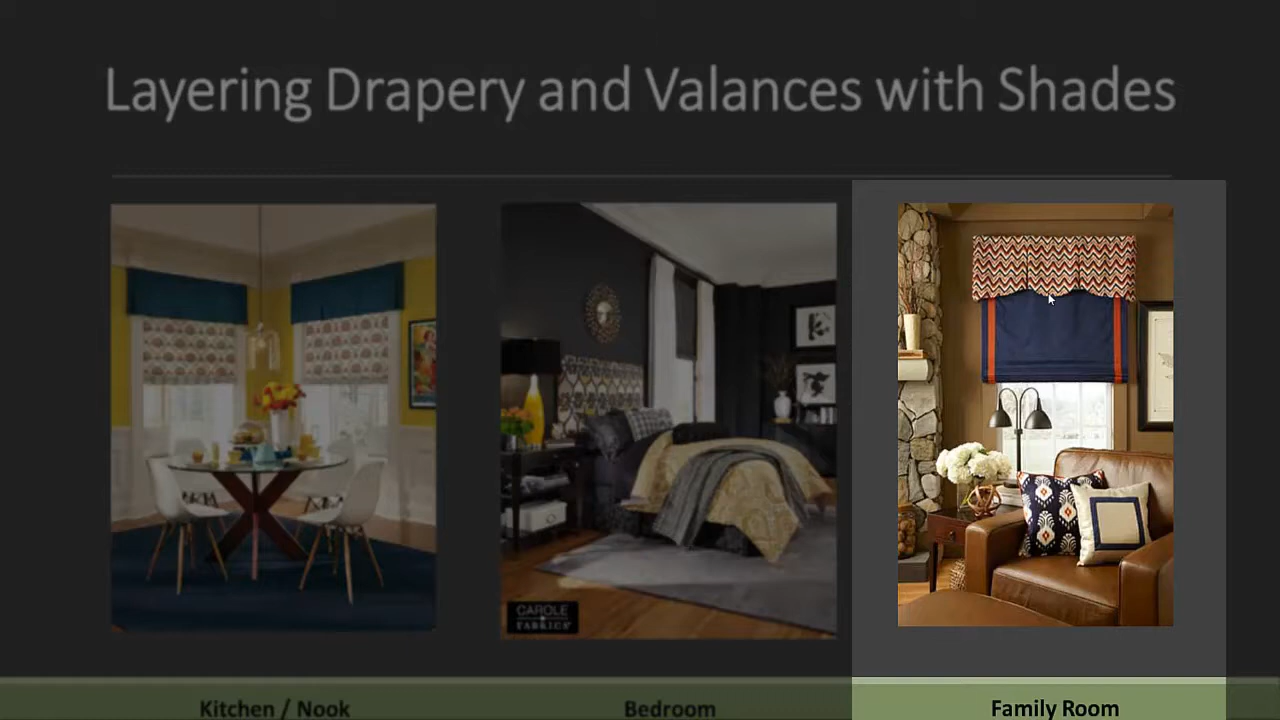 Layering Drapery and Valances with Shades
CAROLE
FABRICS
Kitchen / Nook
Bedroom
Family Room